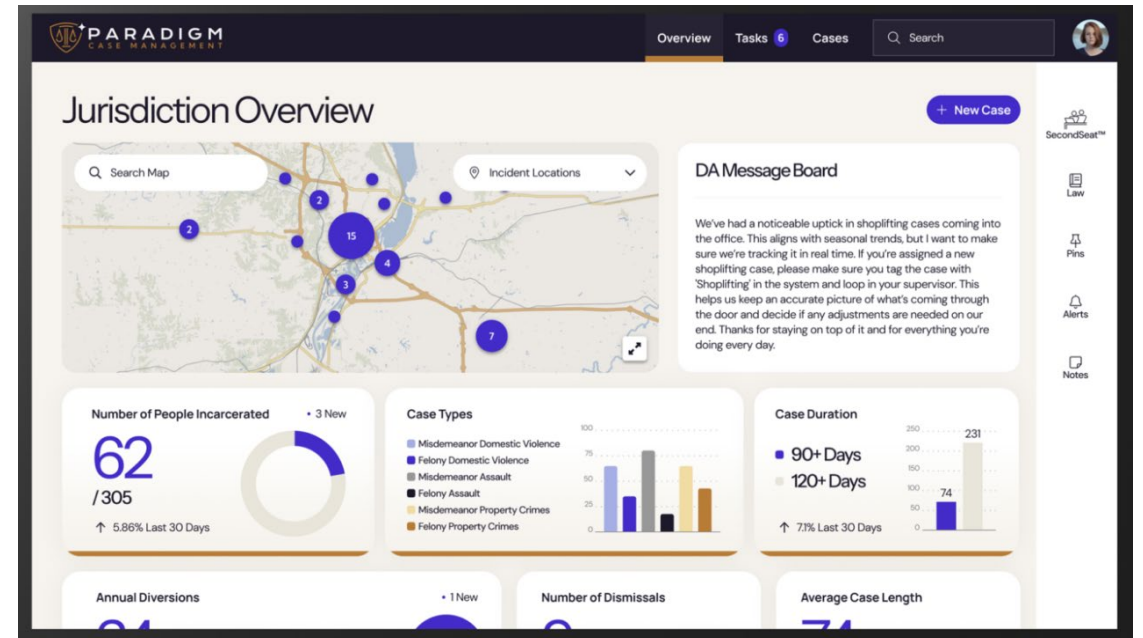 PARADIGM
CASE MANAGEMENT
Overview
Tasks 6
Cases
Search
Jurisdiction Overview
+ New Case
Search Map
Incident Locations
2
2
15
4
3
7
DA Message Board
We've had a noticeable uptick in shoplifting cases coming into
the office. This aligns with seasonal trends, but I want to make
sure we're tracking it in real time. If you're assigned a new
shoplifting case, please make sure you tag the case with
'Shoplifting' in the system and loop in your supervisor. This
helps us keep an accurate picture of what's coming through
the door and decide if any adjustments are needed on our
end. Thanks for staying on top of it and for everything you're
doing every day.
SecondSeat™
Law
Pins
Alerts
Notes
Number of People Incarcerated
• 3 New
62
/305
↑ 5.86% Last 30 Days
Case Types
Misdemeanor Domestic Violence
Felony Domestic Violence
Misdemeanor Assault
Felony Assault
Misdemeanor Property Crimes
Felony Property Crimes
100
75
50
25
0
Case Duration
90+ Days
120+ Days
↑ 7.1% Last 30 Days
250
231
200
150
100
74
50
0
Annual Diversions
• 1 New
Number of Dismissals
Average Case Length